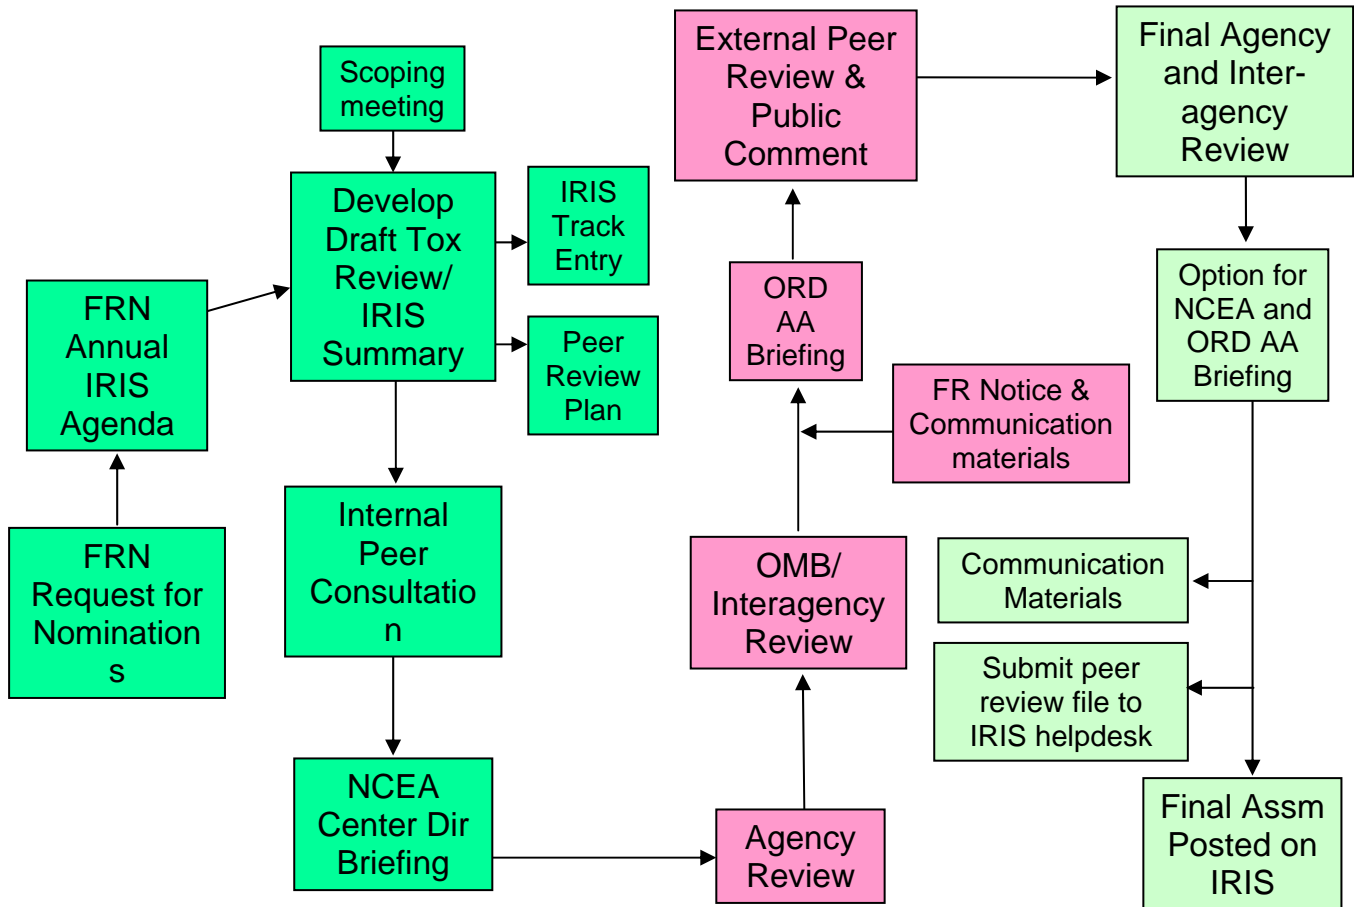 Scoping
meeting
Develop
Draft Tox
Review/
IRIS
Summary
IRIS
Track
Entry
Peer
Review
Plan
FRN
Annual
IRIS
Agenda
FRN
Request for
Nomination
s
Internal
Peer
Consultatio
n
NCEA
Center Dir
Briefing
External Peer
Review &
Public
Comment
ORD
AA
Briefing
FR Notice &
Communication
materials
OMB/
Interagency
Review
Agency
Review
Final Agency
and Inter-
agency
Review
Option for
NCEA and
ORD AA
Briefing
Communication
Materials
Submit peer
review file to
IRIS helpdesk
Final Assm
Posted on
IRIS